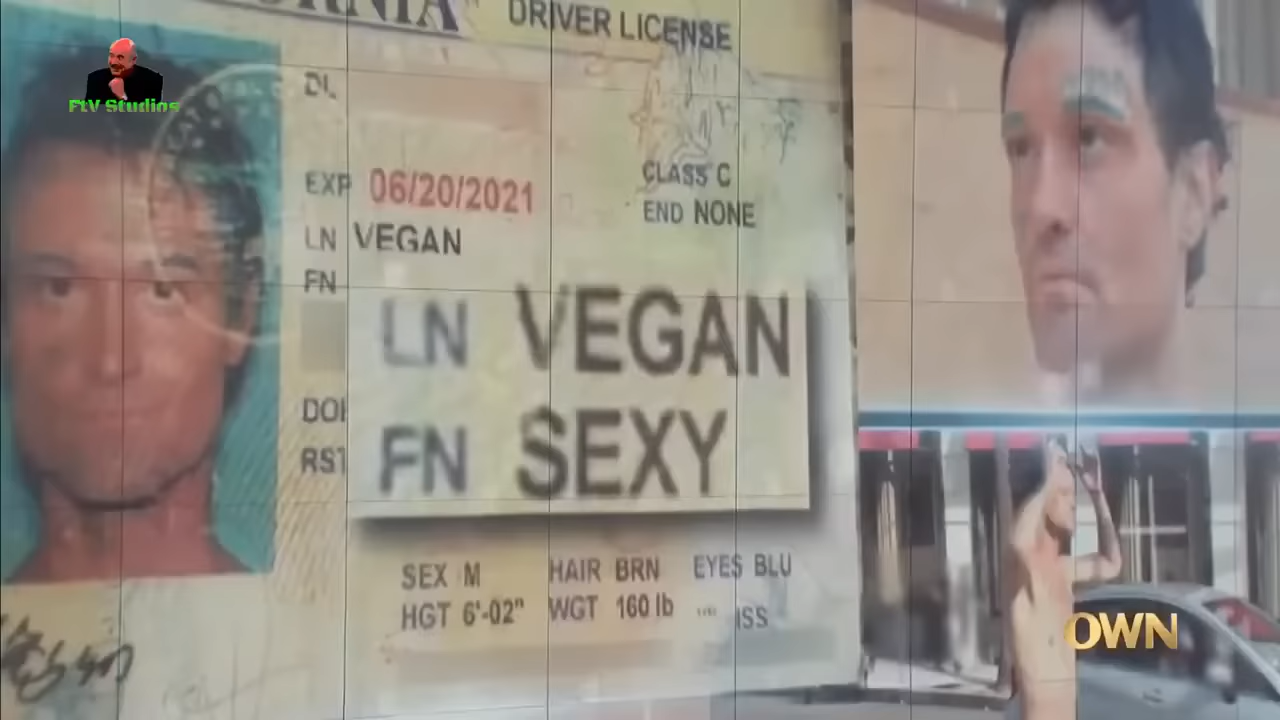 DRIVER LICENSE
FtV Studios
DL
EXP 06/20/2021
CLASS C
END NONE
LN VEGAN
FN
LN VEGAN
FN SEXY
RST
SEX M HAIR BRN EYES BLU
HGT 6'-02" WGT 160 lb ISS
OWN